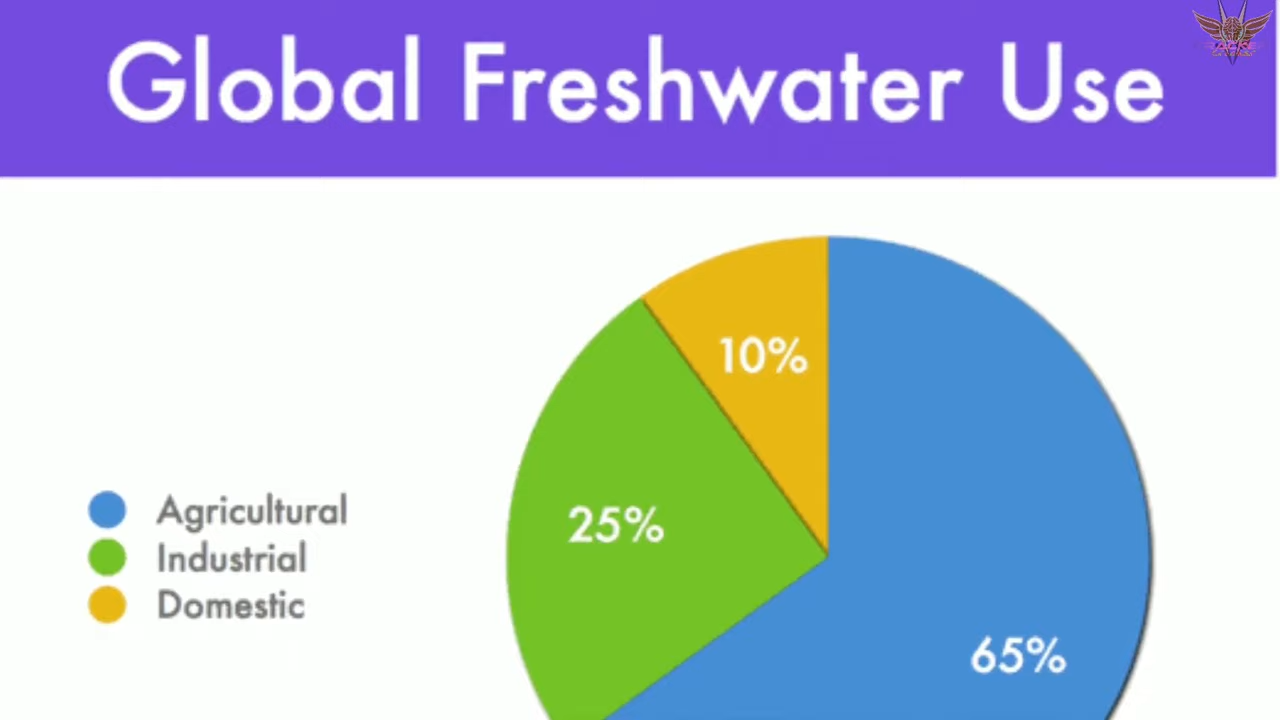 Global Freshwater Use
10%
25%
Agricultural
Industrial
Domestic
65%